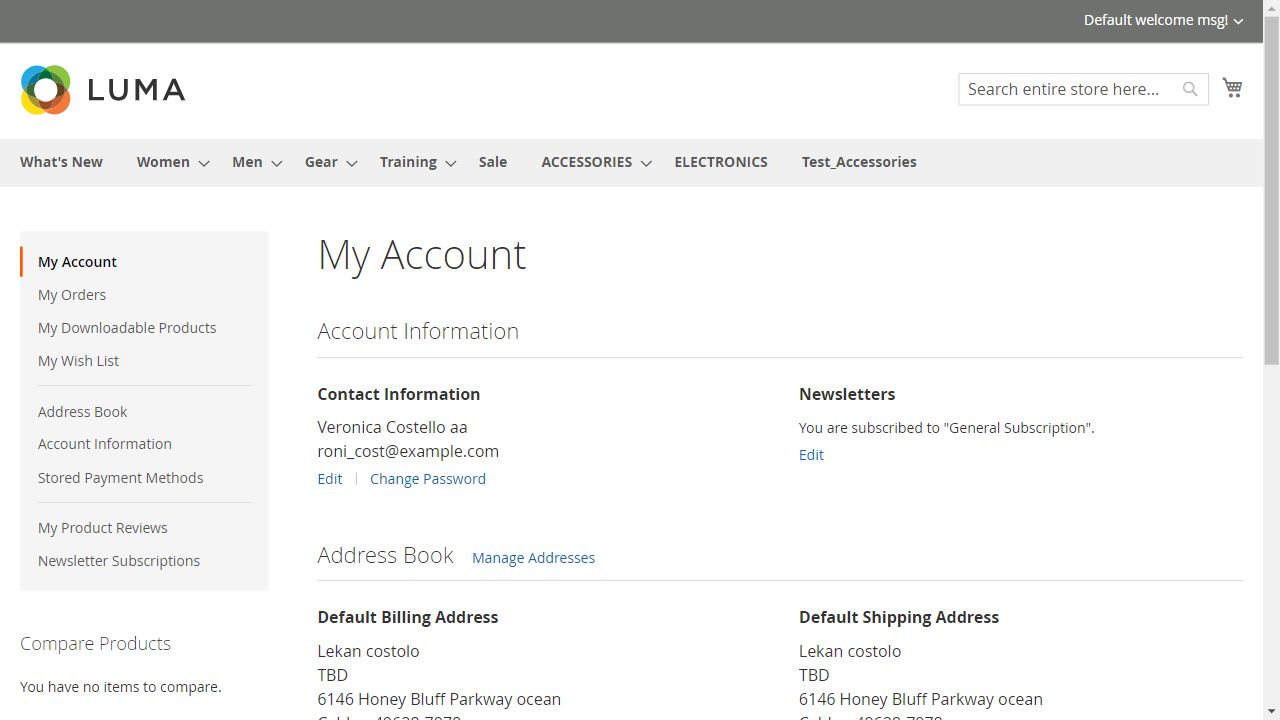 Default welcome msg!
LUMA
Search entire store here...
What's New Women Men Gear Training Sale ACCESSORIES ELECTRONICS Test_Accessories
My Account
My Orders
My Downloadable Products
My Wish List
Address Book
Account Information
Stored Payment Methods
My Product Reviews
Newsletter Subscriptions
Compare Products
You have no items to compare.
My Account
Account Information
Contact Information
Veronica Costello aa
roni_cost@example.com
Edit | Change Password
Newsletters
You are subscribed to "General Subscription".
Edit
Address Book Manage Addresses
Default Billing Address
Lekan costolo
TBD
6146 Honey Bluff Parkway ocean
Default Shipping Address
Lekan costolo
TBD
6146 Honey Bluff Parkway ocean